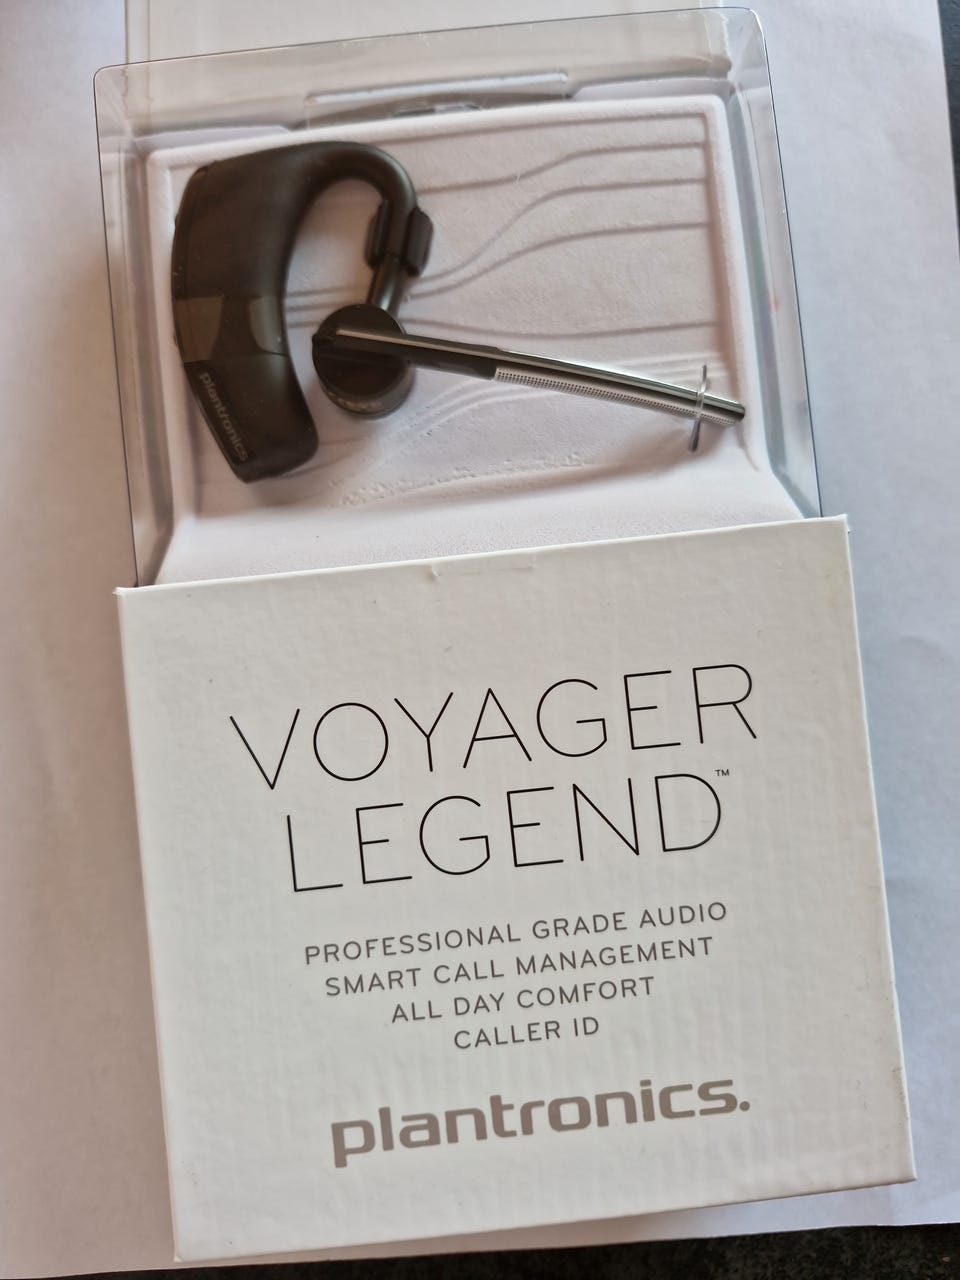 plantronics
VOYAGER
LEGEND™
PROFESSIONAL GRADE AUDIO
SMART CALL MANAGEMENT
ALL DAY COMFORT
CALLER ID
plantronics.